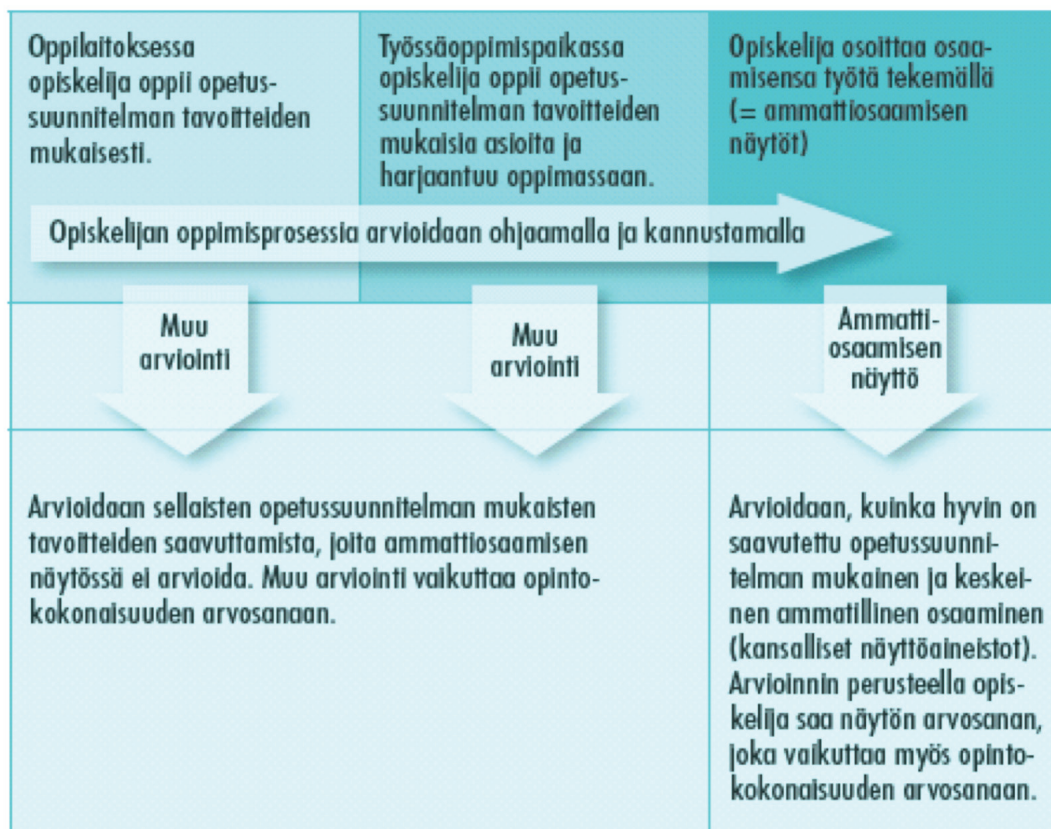 Oppilaitoksessa
opiskelija oppii opetus-
suunnitelman tavoitteiden
mukaisesti.
Työssäoppimispaikassa
opiskelija oppii opetus-
suunnitelman tavoitteiden
mukaisia asioita ja
harjaantuu oppimassaan.
Opiskelija osoittaa osaa-
misensa työtä tekemällä
(= ammattiosaamisen
näytöt)
Opiskelijan oppimisprosessia arvioidaan ohjaamalla ja kannustamalla
Muu
arviointi
Muu
arviointi
Ammatti-
osaamisen
näyttö
Arvioidaan sellaisten opetussuunnitelman mukaisten
tavoitteiden saavuttamista, joita ammattiosaamisen
näytössä ei arvioida. Muu arviointi vaikuttaa opinto-
kokonaisuuden arvosanaan.
Arvioidaan, kuinka hyvin on
saavutettu opetussuunni-
telman mukainen ja keskei-
nen ammatillinen osaaminen
(kansalliset näyttöaineistot).
Arvioinnin perusteella opis-
kelija saa näytön arvosanan,
joka vaikuttaa myös opinto-
kokonaisuuden arvosanaan.